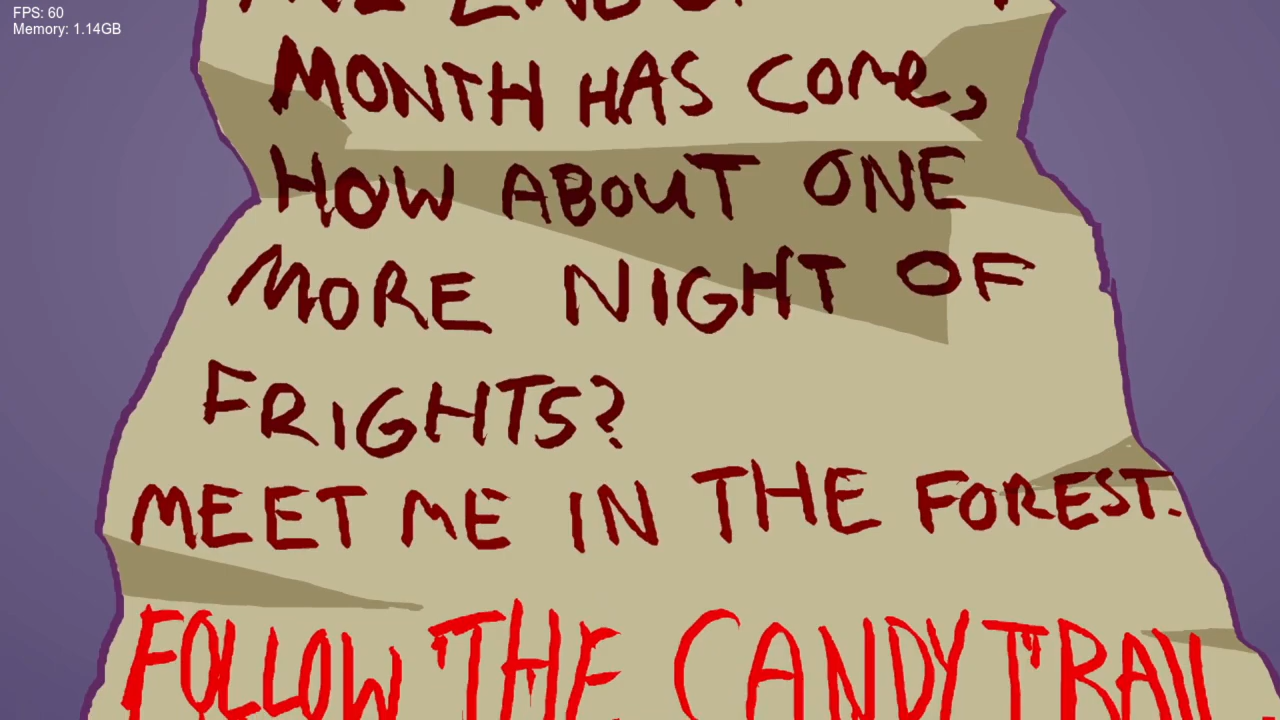 FPS: 60
Memory: 1.14GB
MONTH HAS COME,
HOW ABOUT ONE
MORE NIGHT OF
FRIGHTS?
MEET ME IN THE FOREST.
FOLLOW THE CANDY TRAIL